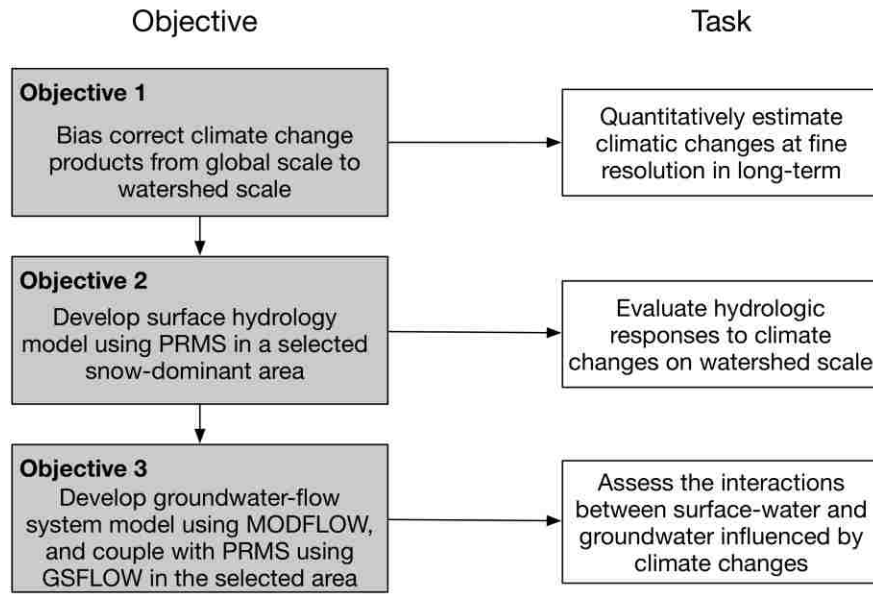 Objective
Task
Objective 1
Bias correct climate change
products from global scale to
watershed scale
Quantitatively estimate
climatic changes at fine
resolution in long-term
Objective 2
Develop surface hydrology
model using PRMS in a selected
snow-dominant area
Evaluate hydrologic
responses to climate
changes on watershed scale
Objective 3
Develop groundwater-flow
system model using MODFLOW,
and couple with PRMS using
GSFLOW in the selected area
Assess the interactions
between surface-water and
groundwater influenced by
climate changes